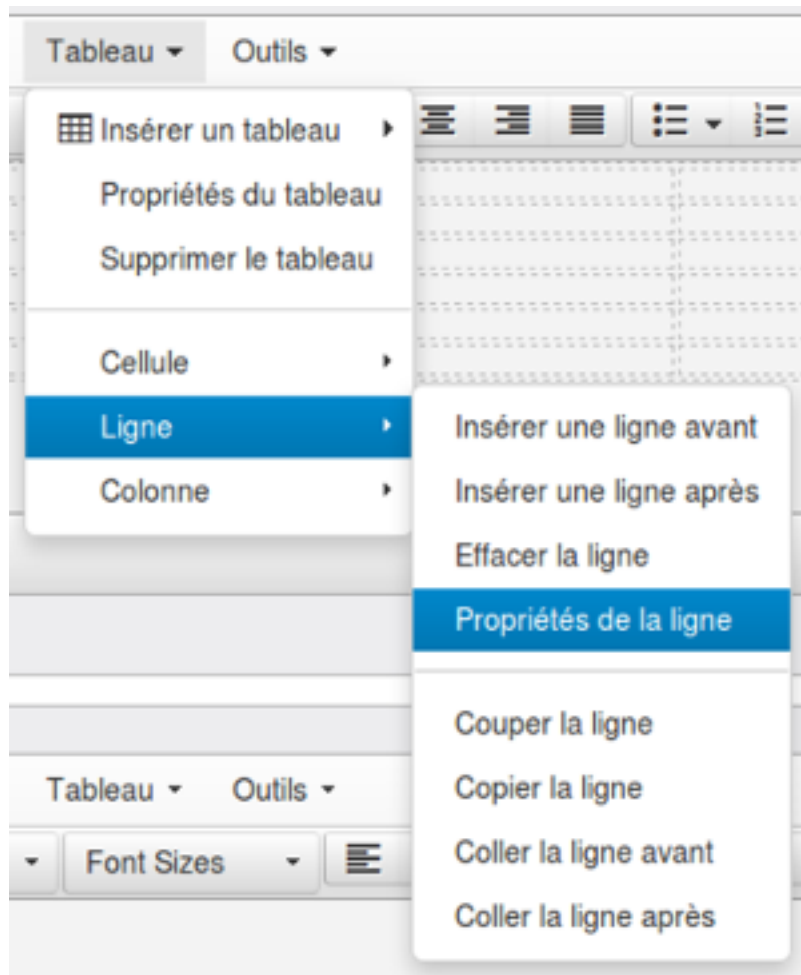 Tableau Outils
Insérer un tableau
Propriétés du tableau
Supprimer le tableau
Cellule
Ligne
Colonne
Insérer une ligne avant
Insérer une ligne après
Effacer la ligne
Propriétés de la ligne
Couper la ligne
Copier la ligne
Coller la ligne avant
Coller la ligne après
Tableau Outils
Font Sizes